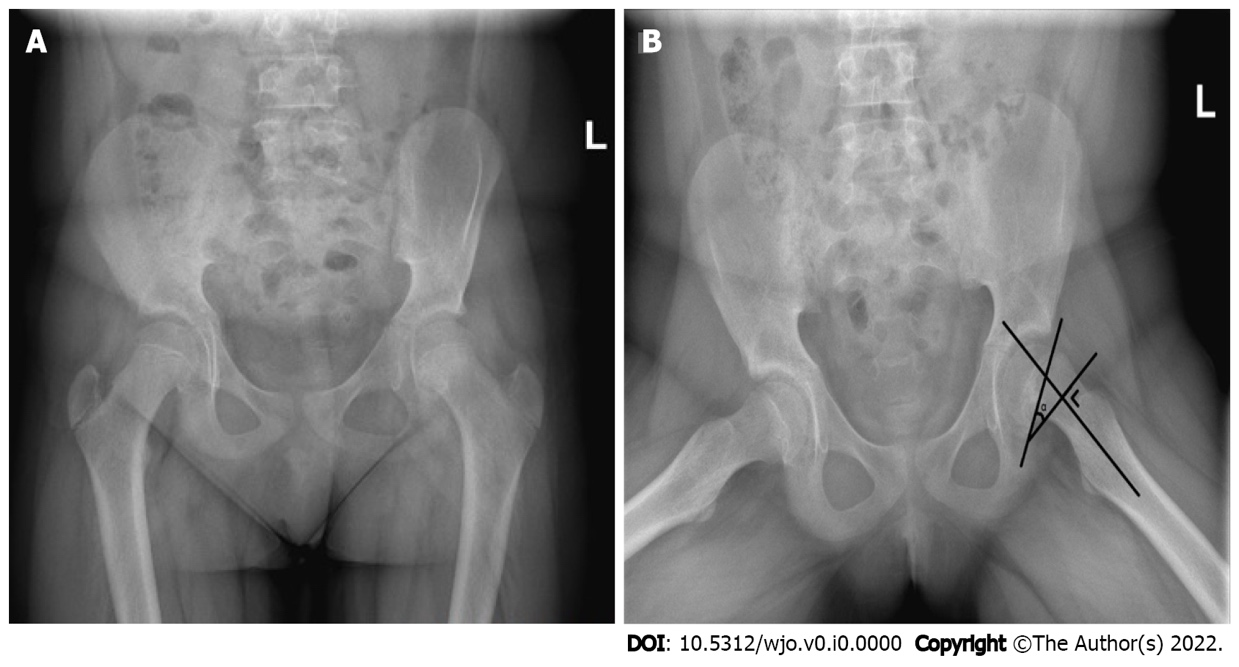 A
L
B
L
α
DOI: 10.5312/wjo.v0.i0.0000 Copyright ©The Author(s) 2022.